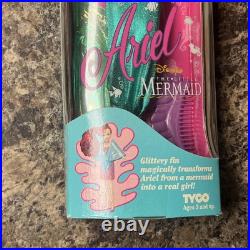 Ariel
Disney
THE LITTLE
MERMAID
Glittery fin
magically transforms
Ariel from a mermaid
into a real girl!
TYCO
Ages 3 and up